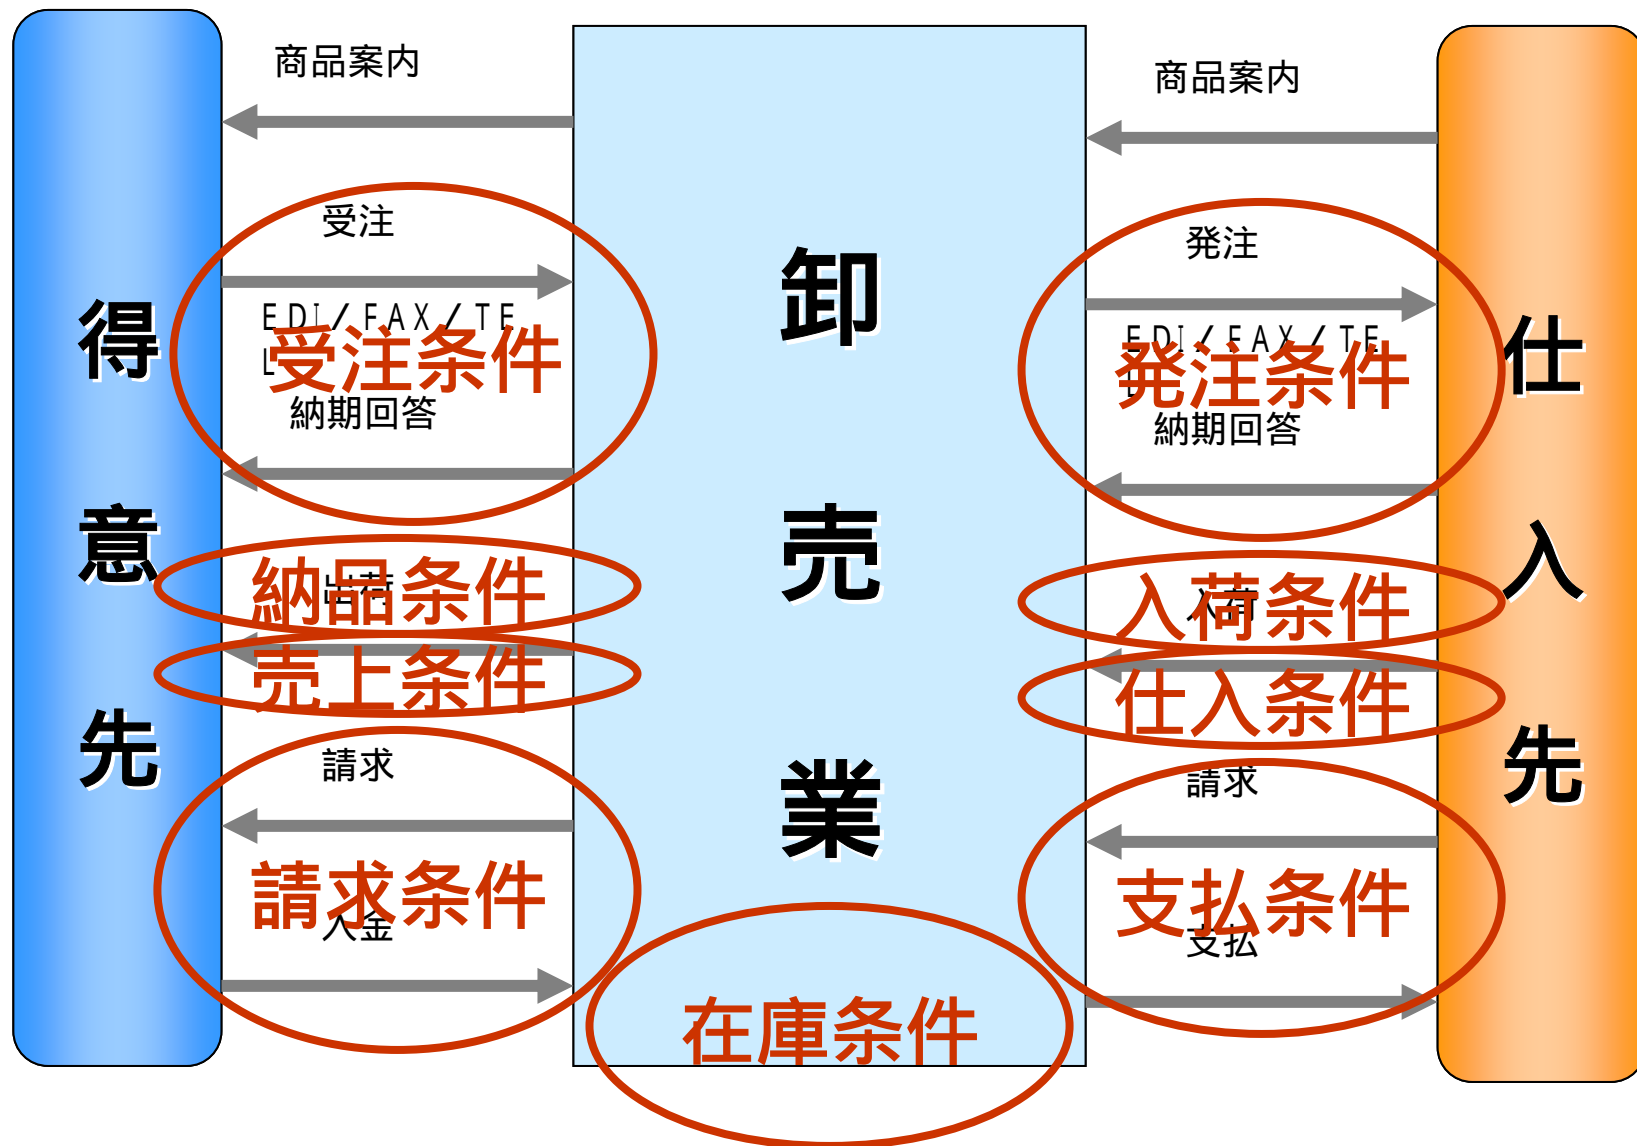 得意先
商品案内
受注
ＥＤＩ／ＦＡＸ／ＴＥ
Ｌ
受注条件
納期回答
納品条件
出荷
売上条件
請求
請求条件
入金
卸売業
在庫条件
商品案内
発注
ＥＤＩ／ＦＡＸ／ＴＥ
Ｌ
発注条件
納期回答
入荷条件
入荷
仕入条件
請求
支払条件
支払
仕入先